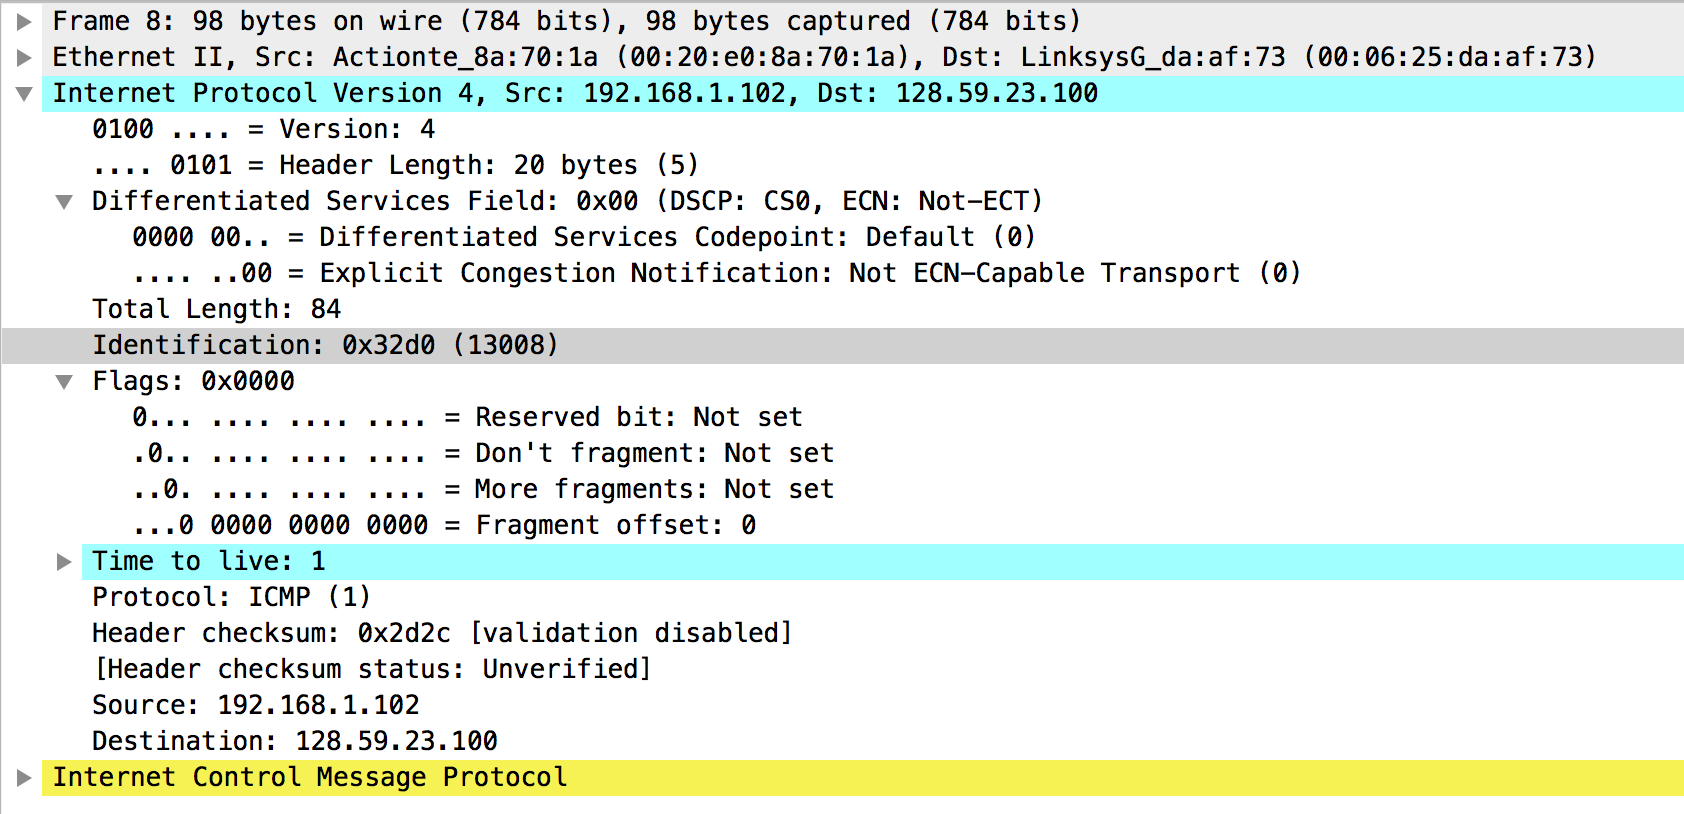 Frame 8: 98 bytes on wire (784 bits), 98 bytes captured (784 bits)
Ethernet II, Src: Actionte_8a:70:1a (00:20:e0:8a:70:1a), Dst: LinksysG_da:af:73 (00:06:25:da:af:73)
Internet Protocol Version 4, Src: 192.168.1.102, Dst: 128.59.23.100
0100 .... = Version: 4
.... 0101 = Header Length: 20 bytes (5)
Differentiated Services Field: 0x00 (DSCP: CS0, ECN: Not-ECT)
0000 00.. = Differentiated Services Codepoint: Default (0)
.... ..00 = Explicit Congestion Notification: Not ECN-Capable Transport (0)
Total Length: 84
Identification: 0x32d0 (13008)
Flags: 0x0000
0... .... .... .... = Reserved bit: Not set
.0.. .... .... .... = Don't fragment: Not set
..0. .... .... .... = More fragments: Not set
...0 0000 0000 0000 = Fragment offset: 0
Time to live: 1
Protocol: ICMP (1)
Header checksum: 0x2d2c [validation disabled]
[Header checksum status: Unverified]
Source: 192.168.1.102
Destination: 128.59.23.100
Internet Control Message Protocol